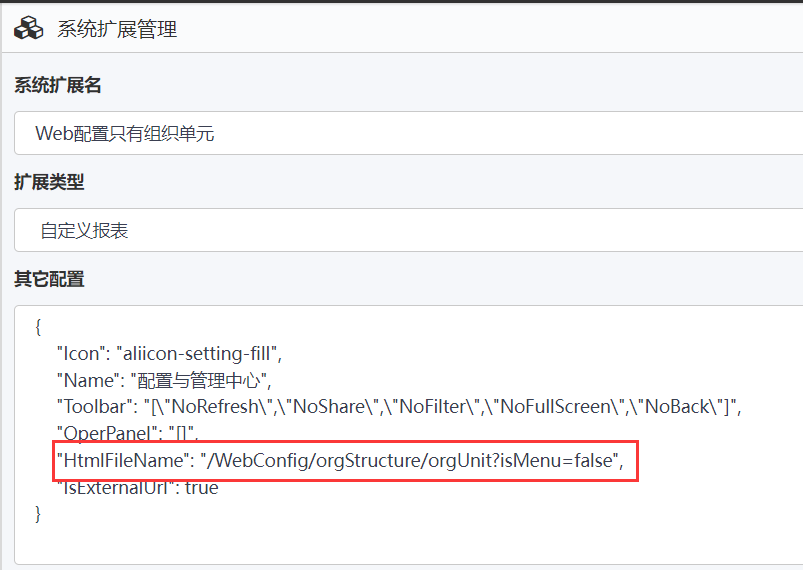 系统扩展管理
系统扩展名
Web配置只有组织单元
扩展类型
自定义报表
其它配置
{
"Icon": "aliicon-setting-fill",
"Name": "配置与管理中心",
"Toolbar": "[\"NoRefresh\",\"NoShare\",\"NoFilter\",\"NoFullScreen\",\"NoBack\"]",
"OperPanel": "[]",
"HtmlFileName": "/WebConfig/orgStructure/orgUnit?isMenu=false",
"IsExternalUrl": true
}